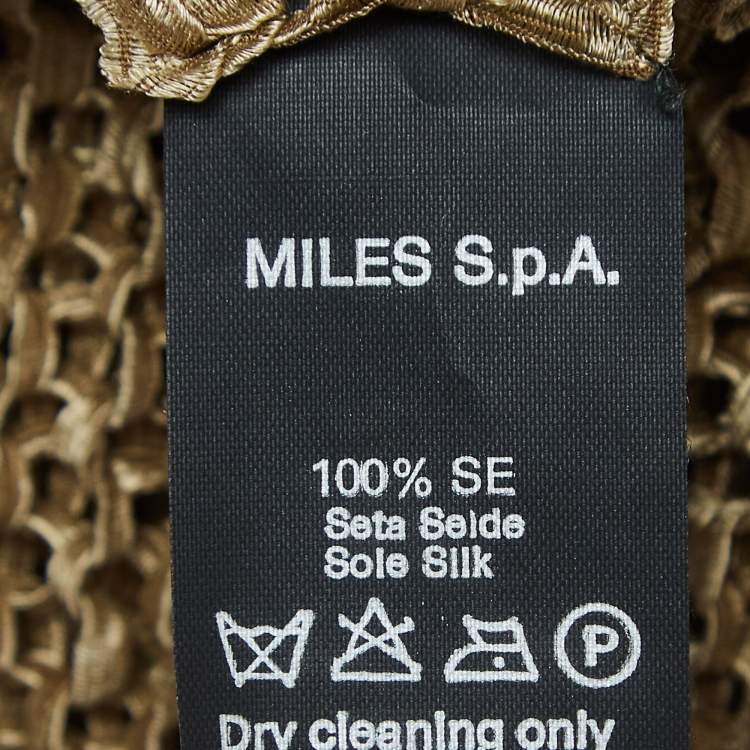 MILES S.p.A.
100% SE
Seta Seide
Sole Silk
P
Dry cleaning only